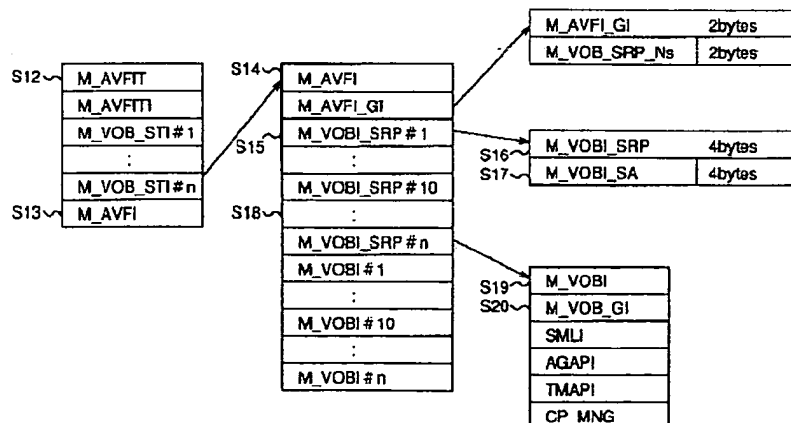 S12
M_AVFIT
M_AVFITI
M_VOB_STI#1
:
M_VOB_STI#n
S13
M_AVFI
S14
M_AVFI
M_AVFI_GI
S15
M_VOBI_SRP#1
:
M_VOBI_SRP#10
S18
:
M_VOBI_SRP#n
M_VOBI#1
:
M_VOBI#10
:
M_VOBI#n
M_AVFI_GI 2bytes
M_VOB_SRP_Ns 2bytes
S16
M_VOBI_SRP 4bytes
S17
M_VOBI_SA 4bytes
S19
M_VOBI
S20
M_VOB_GI
SMLI
AGAPI
TMAPI
CP_MNG